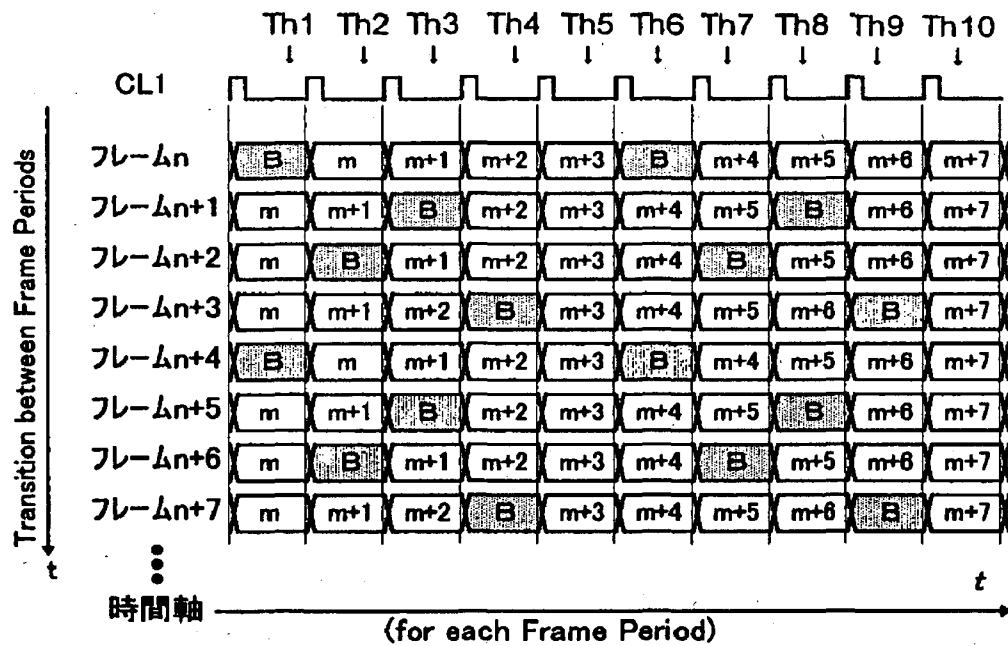 Th1 Th2 Th3 Th4 Th5 Th6 Th7 Th8 Th9 Th10
CL1
Transition between Frame Periods
t
フレームn B m m+1 m+2 m+3 B m+4 m+5 m+6 m+7
フレームn+1 m m+1 B m+2 m+3 m+4 m+5 B m+6 m+7
フレームn+2 m B m+1 m+2 m+3 m+4 B m+5 m+6 m+7
フレームn+3 m m+1 m+2 B m+3 m+4 m+5 m+6 B m+7
フレームn+4 B m m+1 m+2 m+3 B m+4 m+5 m+6 m+7
フレームn+5 m m+1 B m+2 m+3 m+4 m+5 B m+6 m+7
フレームn+6 m B m+1 m+2 m+3 m+4 B m+5 m+6 m+7
フレームn+7 m m+1 m+2 B m+3 m+4 m+5 m+6 B m+7
t
時間軸
(for each Frame Period)